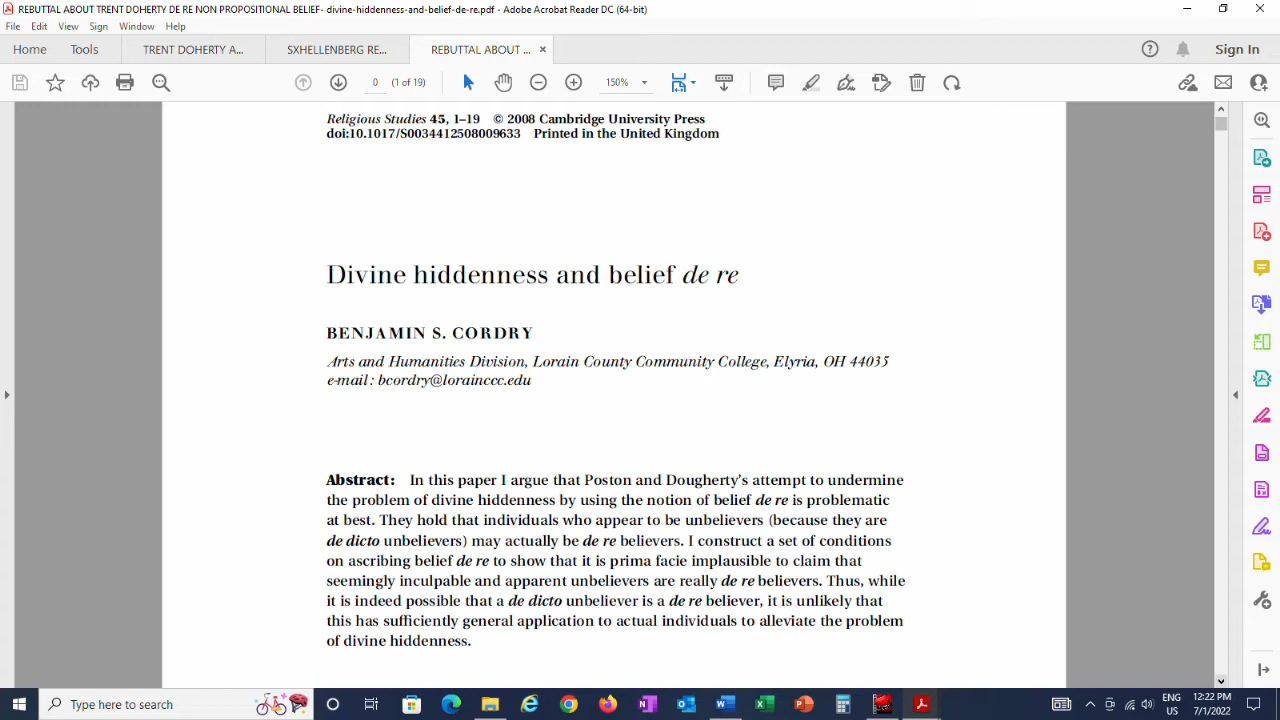 REBUTTAL ABOUT TRENT DOHERTY DE RE NON PROPOSITIONAL BELIEF- divine-hiddenness-and-belief-de-re.pdf - Adobe Acrobat Reader DC (64-bit)
File Edit View Sign Window Help
Home Tools TRENT DOHERTY A... SXHELLENBERG RE... REBUTTAL ABOUT ... × Sign In
0 (1 of 19) 150%
Religious Studies 45, 1–19 © 2008 Cambridge University Press
doi:10.1017/S0034412508009633 Printed in the United Kingdom
Divine hiddenness and belief de re
BENJAMIN S. CORDRY
Arts and Humanities Division, Lorain County Community College, Elyria, OH 44035
e-mail: bcordry@lorainccc.edu
Abstract: In this paper I argue that Poston and Dougherty's attempt to undermine
the problem of divine hiddenness by using the notion of belief de re is problematic
at best. They hold that individuals who appear to be unbelievers (because they are
de dicto unbelievers) may actually be de re believers. I construct a set of conditions
on ascribing belief de re to show that it is prima facie implausible to claim that
seemingly inculpable and apparent unbelievers are really de re believers. Thus, while
it is indeed possible that a de dicto unbeliever is a de re believer, it is unlikely that
this has sufficiently general application to actual individuals to alleviate the problem
of divine hiddenness.
Type here to search
ENG
US
12:22 PM
7/1/2022